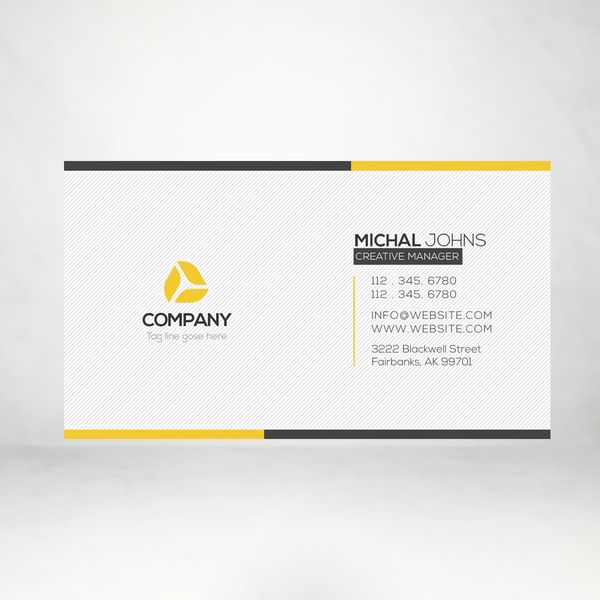 COMPANY
Tag line gose here
MICHAL JOHNS
CREATIVE MANAGER
112 . 345. 6780
112 . 345. 6780
INFO@WEBSITE.COM
WWW.WEBSITE.COM
3222 Blackwell Street
Fairbanks, AK 99701